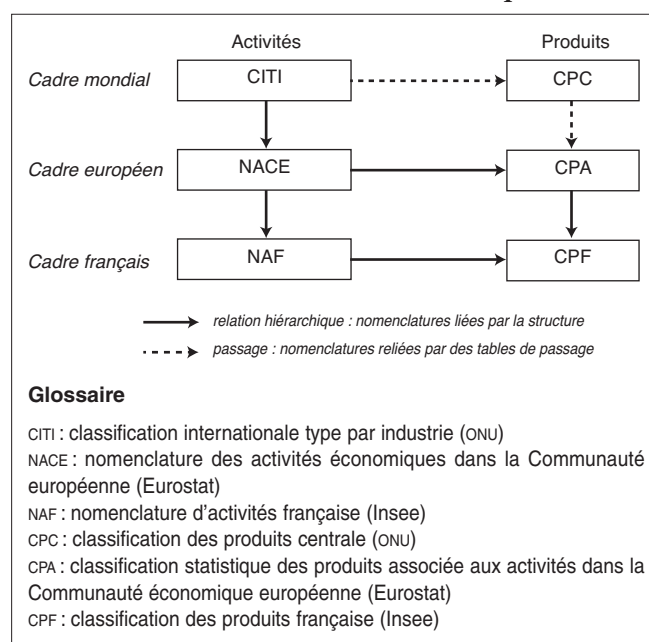 Activités Produits
Cadre mondial CITI CPC
Cadre européen NACE CPA
Cadre français NAF CPF
relation hiérarchique : nomenclatures liées par la structure
passage : nomenclatures reliées par des tables de passage
Glossaire
CITI : classification internationale type par industrie (ONU)
NACE : nomenclature des activités économiques dans la Communauté
européenne (Eurostat)
NAF : nomenclature d'activités française (Insee)
CPC : classification des produits centrale (ONU)
CPA : classification statistique des produits associée aux activités dans la
Communauté économique européenne (Eurostat)
CPF : classification des produits française (Insee)